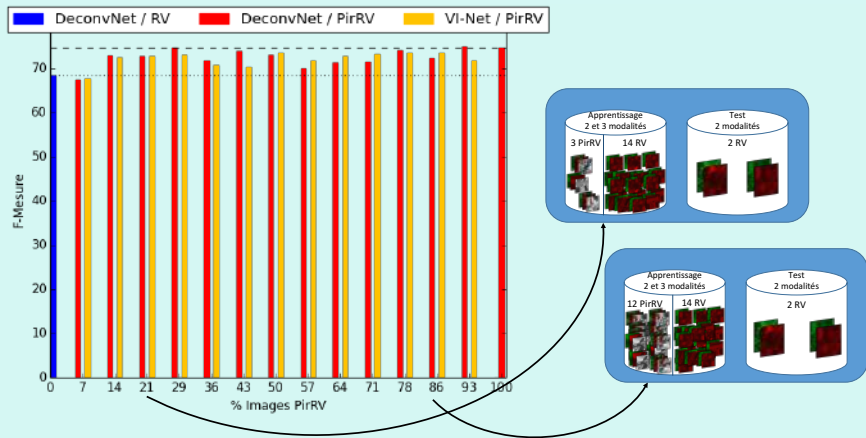 DeconvNet / RV
DeconvNet / PirRV
VI-Net / PirRV
70
60
50
40
30
20
10
0
F-Mesure
0 7 14 21 29 36 43 50 57 64 71 78 86 93 100
% Images PirRV
Apprentissage
2 et 3 modalités
3 PirRV
14 RV
Test
2 modalités
2 RV
Apprentissage
2 et 3 modalités
12 PirRV
14 RV
Test
2 modalités
2 RV